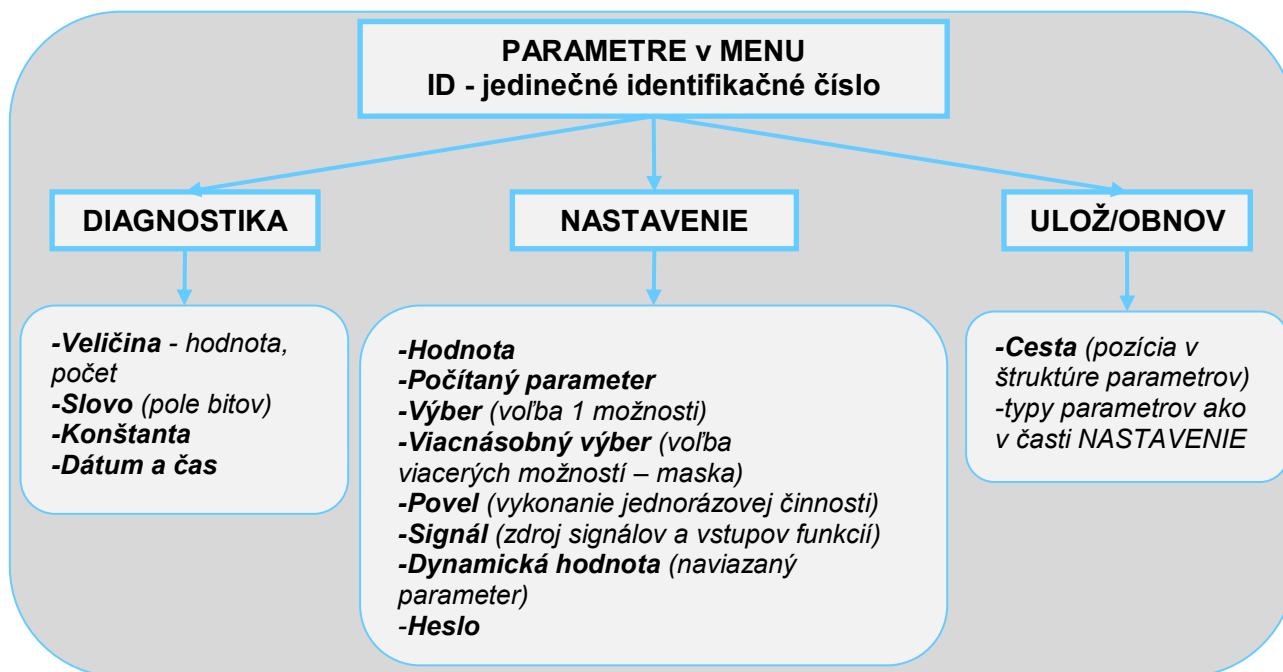 PARAMETRE v MENU
ID - jedinečné identifikačné číslo
DIAGNOSTIKA
NASTAVENIE
ULOŽ/OBNOV
-Veličina - hodnota,
počet
-Slovo (pole bitov)
-Konštanta
-Dátum a čas
-Hodnota
-Počítaný parameter
-Výber (voľba 1 možnosti)
-Viacnásobný výber (voľba
viacerých možností – maska)
-Povel (vykonanie jednorázovej činnosti)
-Signál (zdroj signálov a vstupov funkcií)
-Dynamická hodnota (naviazaný
parameter)
-Heslo
-Cesta (pozícia v
štruktúre parametrov)
-typy parametrov ako
v časti NASTAVENIE